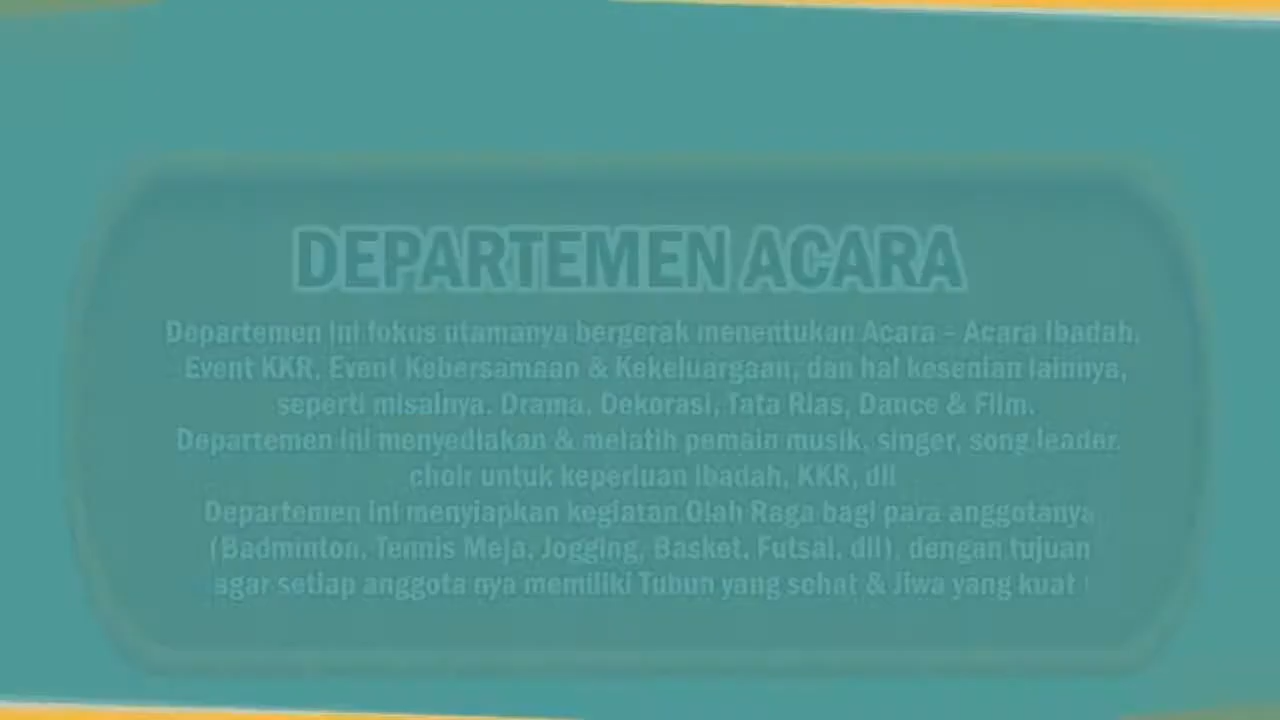 DEPARTEMEN ACARA
Departemen ini fokus utamanya bergerak menentukan Acara - Acara Ibadah,
Event KKR, Event Kebersamaan & Kekeluargaan, dan hal kesenian lainnya,
seperti misalnya. Drama, Dekorasi, Tata Rias, Dance & Film.
Departemen ini menyediakan & melatih pemain musik, singer, song leader,
choir untuk keperluan Ibadah, KKR, dll
Departemen ini menyiapkan kegiatan Olah Raga bagi para anggotanya
(Badminton, Tennis Meja, Jogging, Basket, Futsal, dll), dengan tujuan
agar setiap anggota nya memiliki Tubuh yang sehat & Jiwa yang kuat !